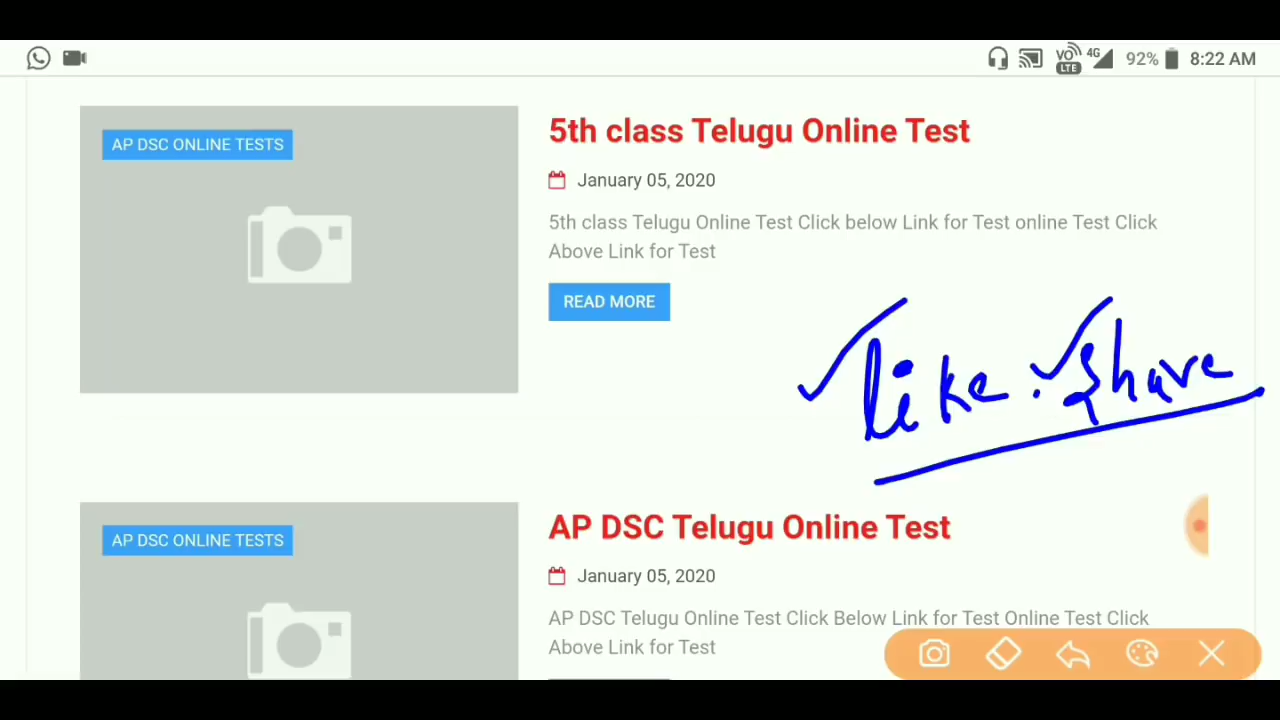 VO LTE 4G 92% 8:22 AM
AP DSC ONLINE TESTS
5th class Telugu Online Test
January 05, 2020
5th class Telugu Online Test Click below Link for Test online Test Click
Above Link for Test
READ MORE
like. share
AP DSC ONLINE TESTS
AP DSC Telugu Online Test
January 05, 2020
AP DSC Telugu Online Test Click Below Link for Test Online Test Click
Above Link for Test